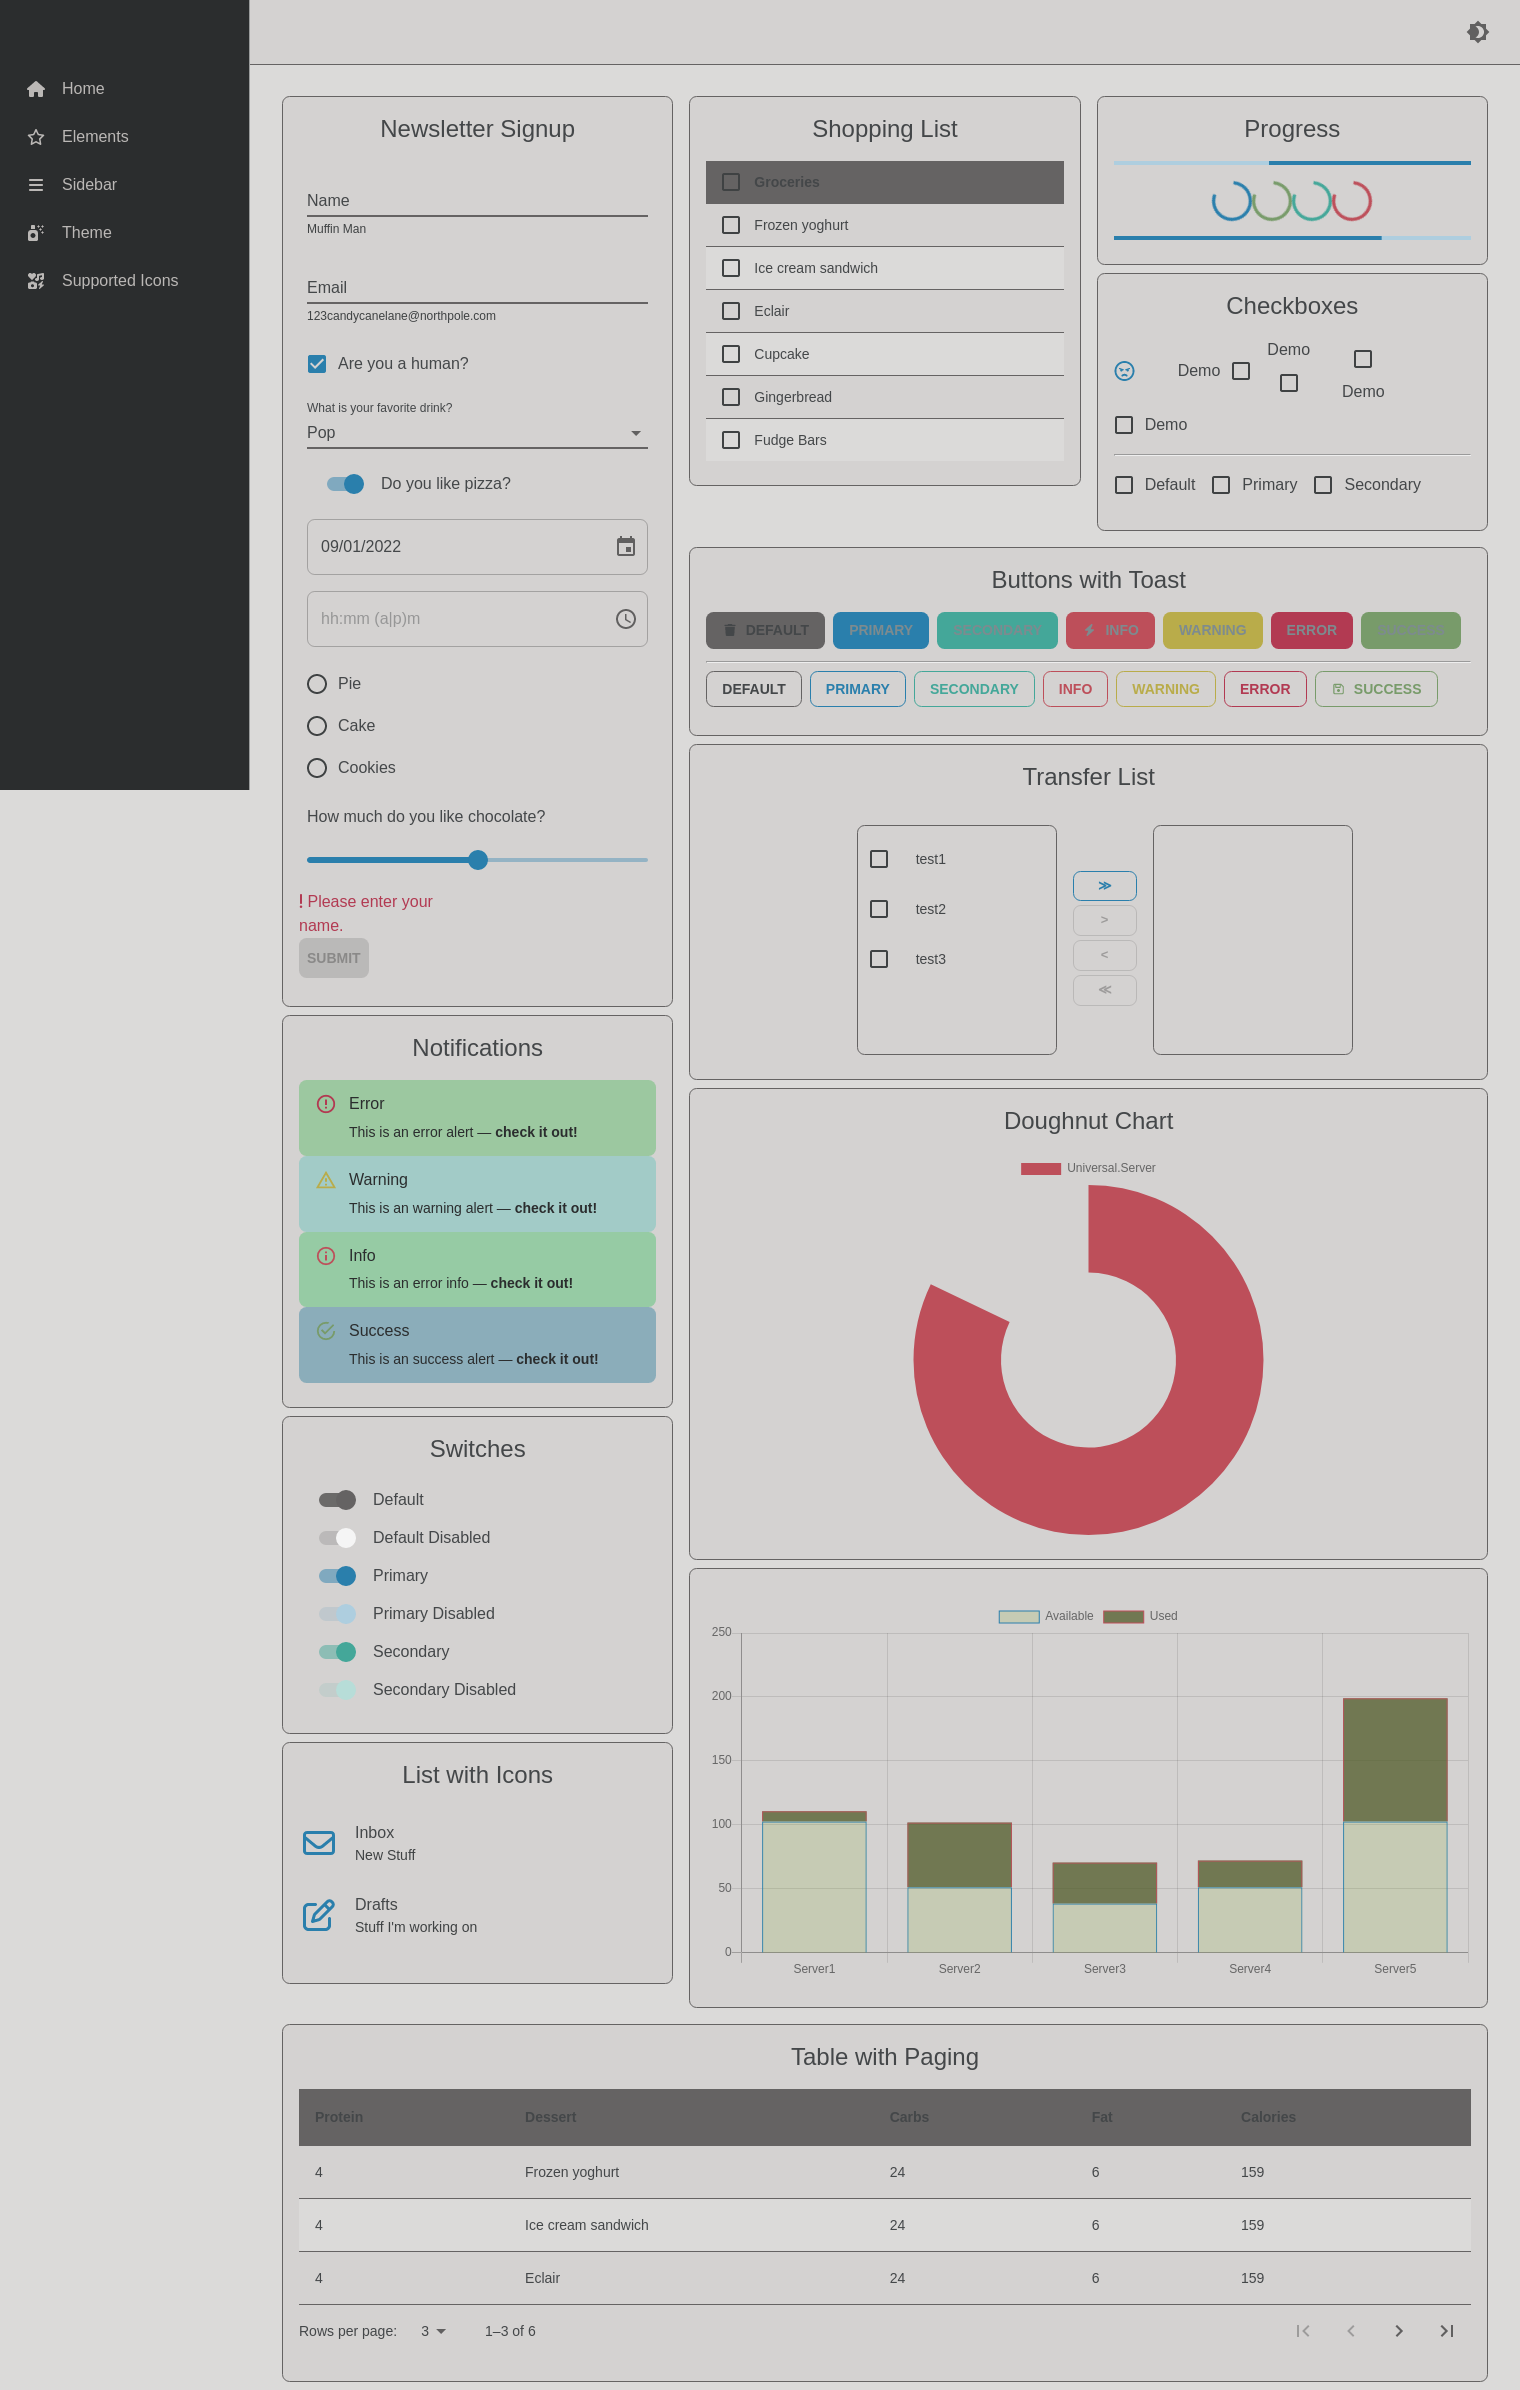 Home
Elements
Sidebar
Theme
Supported Icons
Newsletter Signup
Name
Muffin Man
Email
123candycanelane@northpole.com
Are you a human?
What is your favorite drink?
Pop
Do you like pizza?
09/01/2022
hh:mm (a|p)m
Pie
Cake
Cookies
How much do you like chocolate?
! Please enter your
name.
SUBMIT
Notifications
Error
This is an error alert — check it out!
Warning
This is an warning alert — check it out!
Info
This is an error info — check it out!
Success
This is an success alert — check it out!
Switches
Default
Default Disabled
Primary
Primary Disabled
Secondary
Secondary Disabled
List with Icons
Inbox
New Stuff
Drafts
Stuff I'm working on
Shopping List
Groceries
Frozen yoghurt
Ice cream sandwich
Eclair
Cupcake
Gingerbread
Fudge Bars
Progress
Checkboxes
Demo
Demo
Demo
Demo
Default Primary Secondary
Buttons with Toast
DEFAULT PRIMARY SECONDARY INFO WARNING ERROR SUCCESS
DEFAULT PRIMARY SECONDARY INFO WARNING ERROR SUCCESS
Transfer List
test1
test2
test3
≫
>
<
≪
Doughnut Chart
Universal.Server
Available Used
250
200
150
100
50
0
Server1 Server2 Server3 Server4 Server5
Table with Paging
Protein Dessert Carbs Fat Calories
4 Frozen yoghurt 24 6 159
4 Ice cream sandwich 24 6 159
4 Eclair 24 6 159
Rows per page: 3 1–3 of 6